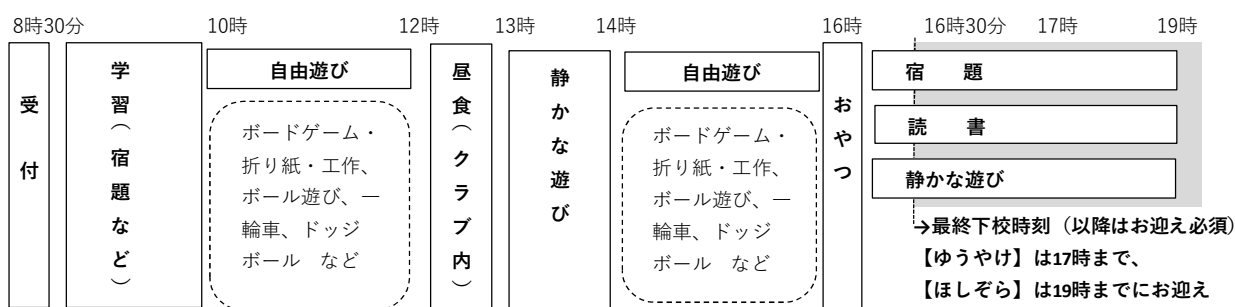 8時30分
10時
12時
13時
14時
16時
16時30分
17時
19時
受付
学習(宿題など)
自由遊び
ボードゲーム・
折り紙・工作、
ボール遊び、一
輪車、ドッジ
ボール など
昼食(クラブ内)
静かな遊び
自由遊び
ボードゲーム・
折り紙・工作、
ボール遊び、一
輪車、ドッジ
ボール など
おやつ
宿 題
読 書
静かな遊び
→最終下校時刻(以降はお迎え必須)
【ゆうやけ】は17時まで、
【ほしぞら】は19時までにお迎え